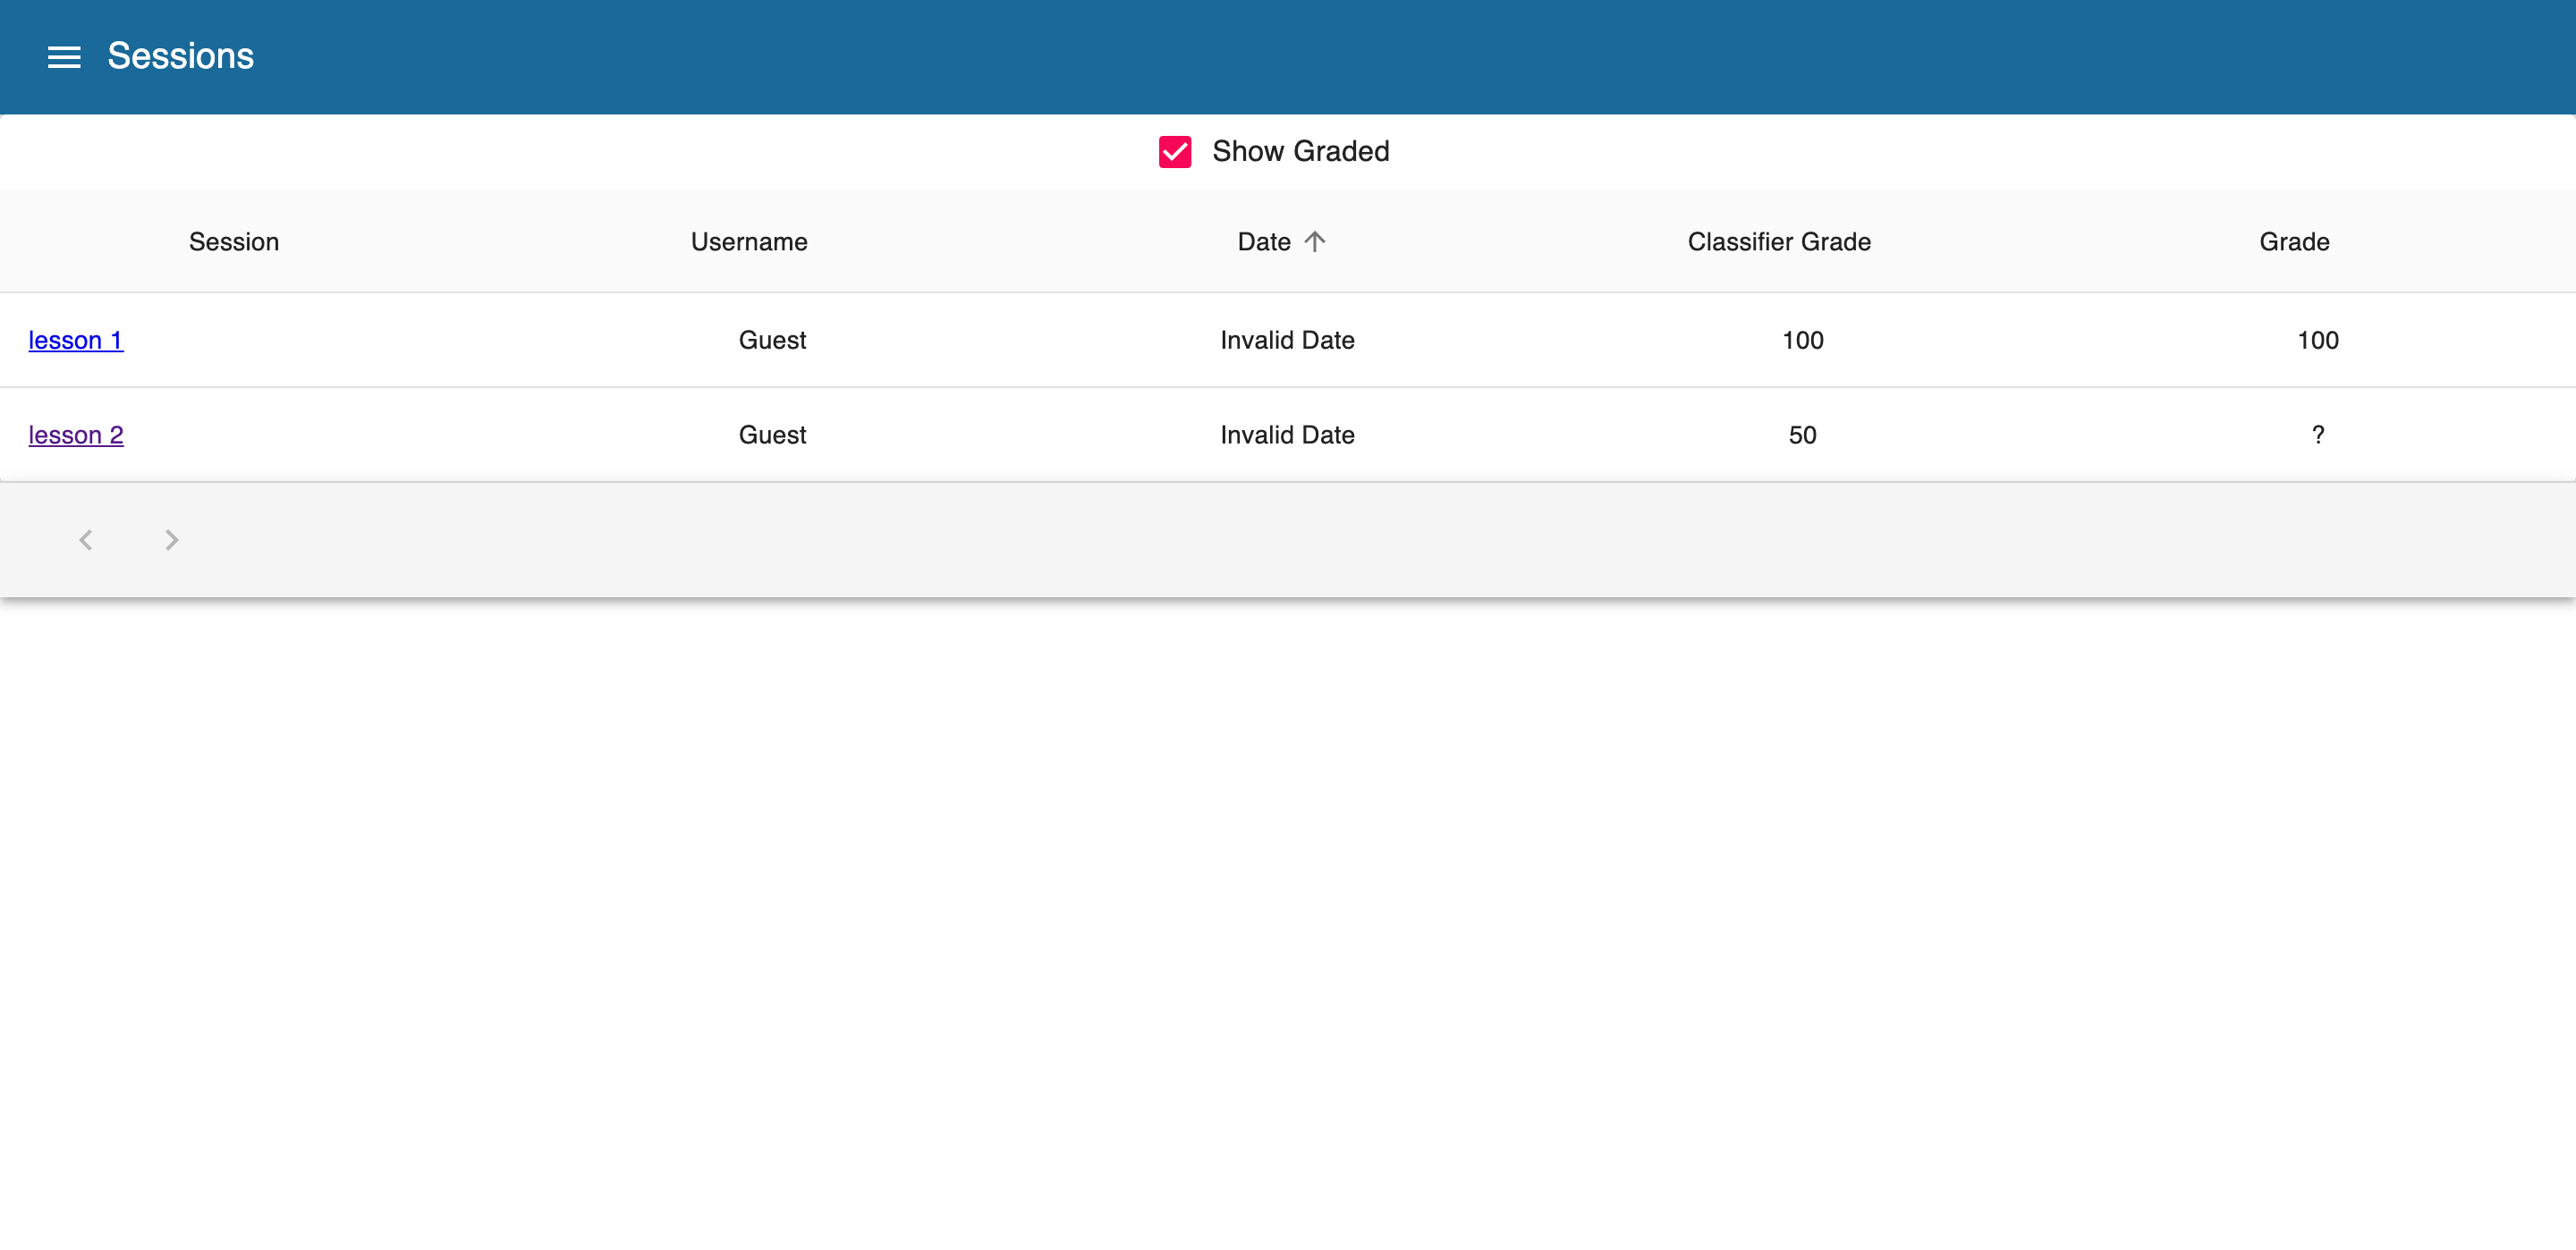 Sessions
Show Graded
Session Username Date Classifier Grade Grade
lesson 1 Guest Invalid Date 100 100
lesson 2 Guest Invalid Date 50 ?